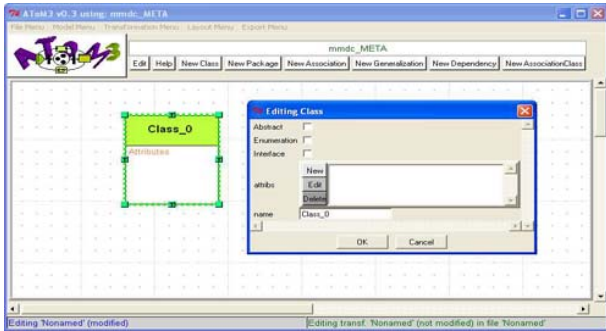 AToM3 v0.3 using: mmdc_META
File Menu Model Menu Transformation Menu Layout Menu Export Menu
AToM3
mmdc_META
Edit Help New Class New Package New Association New Generalization New Dependency New AssociationClass
Class_0
Attributes
Editing Class
Abstract
Enumeration
Interface
New
attribs Edit
Delete
name Class_0
OK Cancel
Editing 'Nonamed' (modified) Editing transf. 'Nonamed' (not modified) in file 'Nonamed'